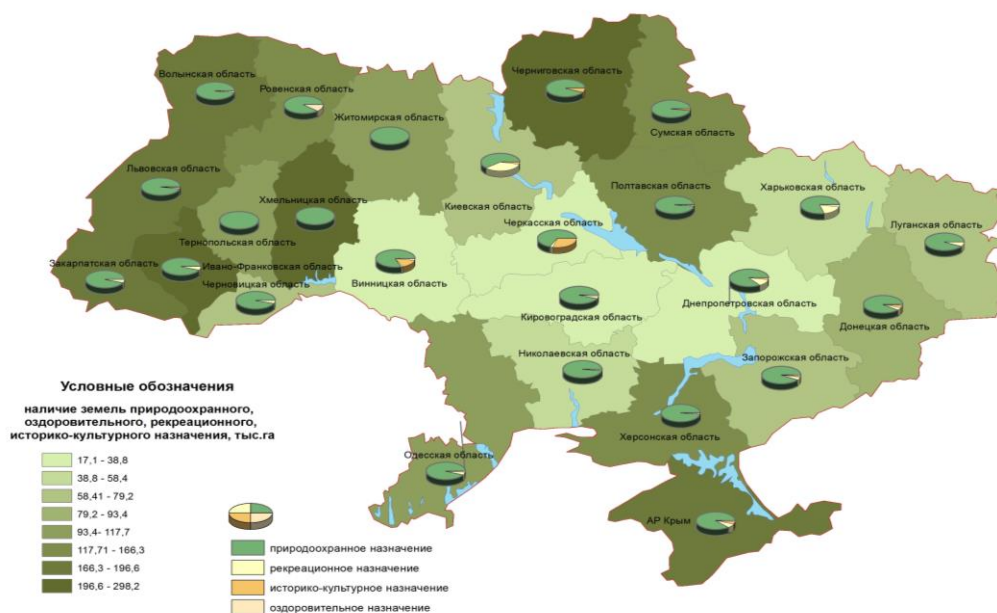 Волынская область
Ровенская область
Житомирская область
Черниговская область
Сумская область
Львовская область
Хмельницкая область
Киевская область
Полтавская область
Харьковская область
Черкасская область
Луганская область
Тернопольская область
Закарпатская область
Ивано-Франковская область
Черновицкая область
Винницкая область
Кировоградская область
Днепропетровская область
Донецкая область
Николаевская область
Запорожская область
Херсонская область
Одесская область
АР Крым
Условные обозначения
наличие земель природоохранного,
оздоровительного, рекреационного,
историко-культурного назначения, тыс.га
17,1 - 38,8
38,8 - 58,4
58,41 - 79,2
79,2 - 93,4
93,4- 117,7
117,71 - 166,3
166,3 - 196,6
196,6 - 298,2
природоохранное назначение
рекреационное назначение
историко-культурное назначение
оздоровительное назначение